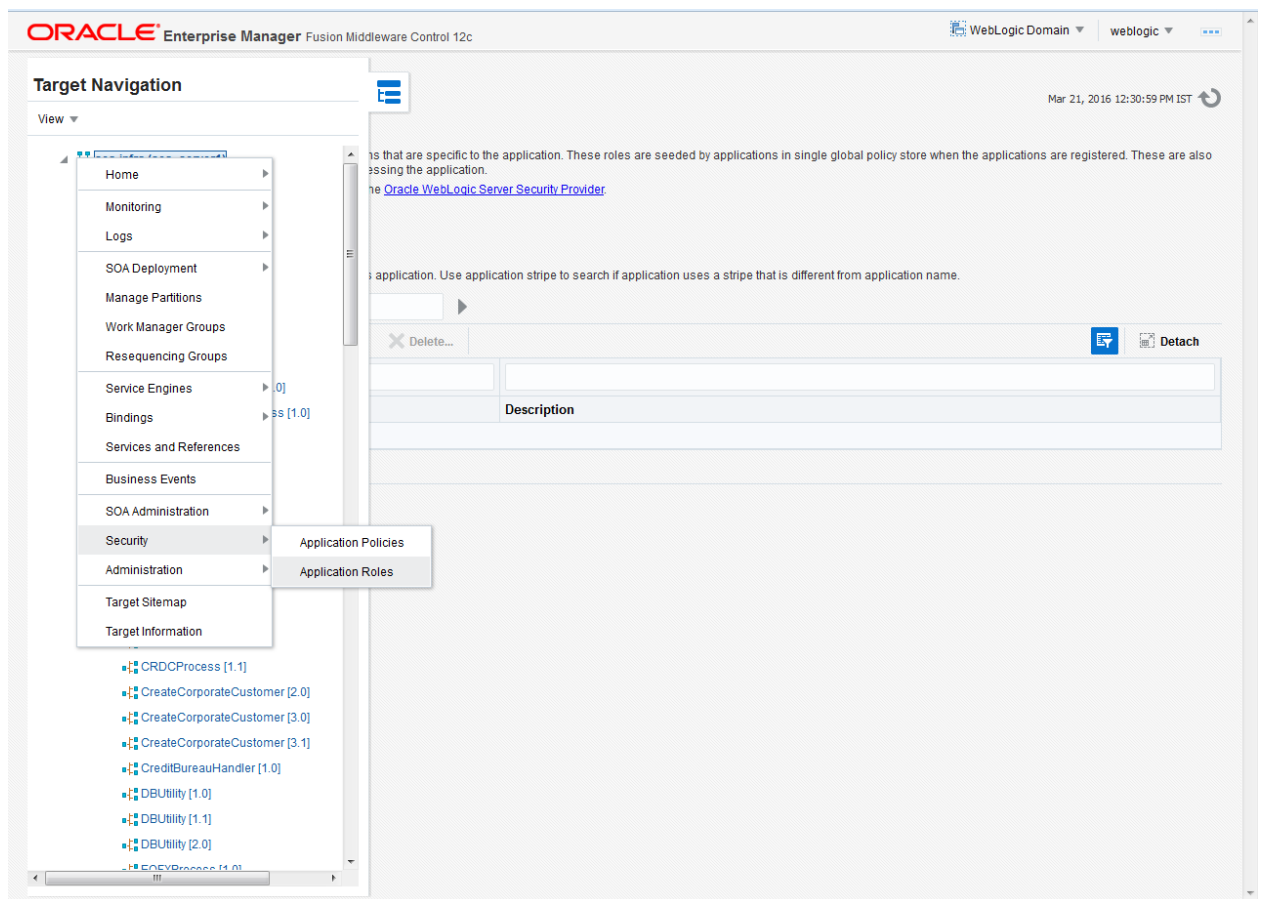 ORACLE Enterprise Manager Fusion Middleware Control 12c
WebLogic Domain
weblogic
Target Navigation
View
Mar 21, 2016 12:30:59 PM IST
that are specific to the application. These roles are seeded by applications in single global policy store when the applications are registered. These are also
the application.
Oracle WebLogic Server Security Provider.
application. Use application stripe to search if application uses a stripe that is different from application name.
Home
Monitoring
Logs
SOA Deployment
Manage Partitions
Work Manager Groups
Resequencing Groups
Service Engines
.0]
Bindings
ss [1.0]
Services and References
Business Events
SOA Administration
Security
Administration
Target Sitemap
Target Information
Application Policies
Application Roles
Delete...
Detach
Description
CRDCProcess [1.1]
CreateCorporateCustomer [2.0]
CreateCorporateCustomer [3.0]
CreateCorporateCustomer [3.1]
CreditBureauHandler [1.0]
DBUtility [1.0]
DBUtility [1.1]
DBUtility [2.0]